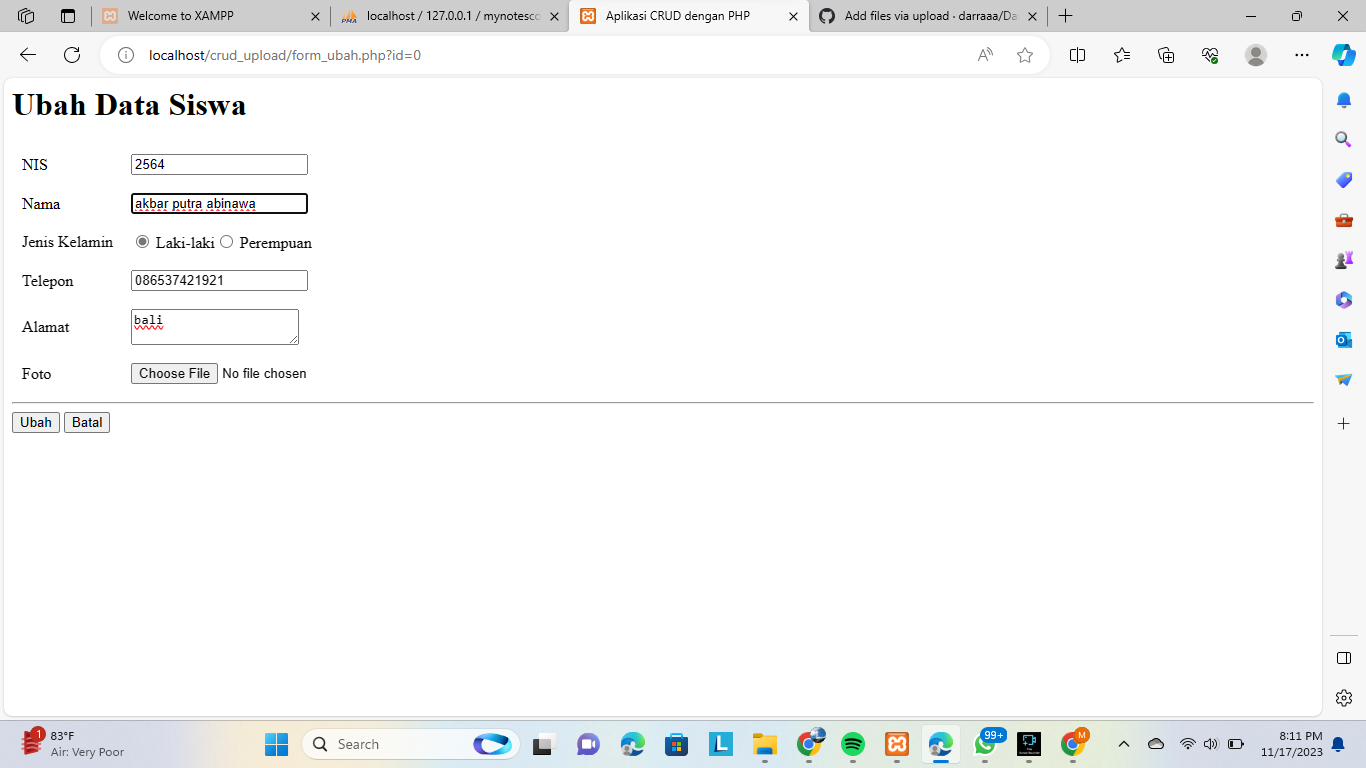 Welcome to XAMPP
localhost / 127.0.0.1 / mynotesco
Aplikasi CRUD dengan PHP
Add files via upload · darraaa/Da
localhost/crud_upload/form_ubah.php?id=0
Ubah Data Siswa
NIS 2564
Nama akbar putra abinawa
Jenis Kelamin Laki-laki Perempuan
Telepon 086537421921
Alamat bali
Foto Choose File No file chosen
Ubah Batal
1 83°F
Air: Very Poor
Search
L
99+
M
8:11 PM
11/17/2023